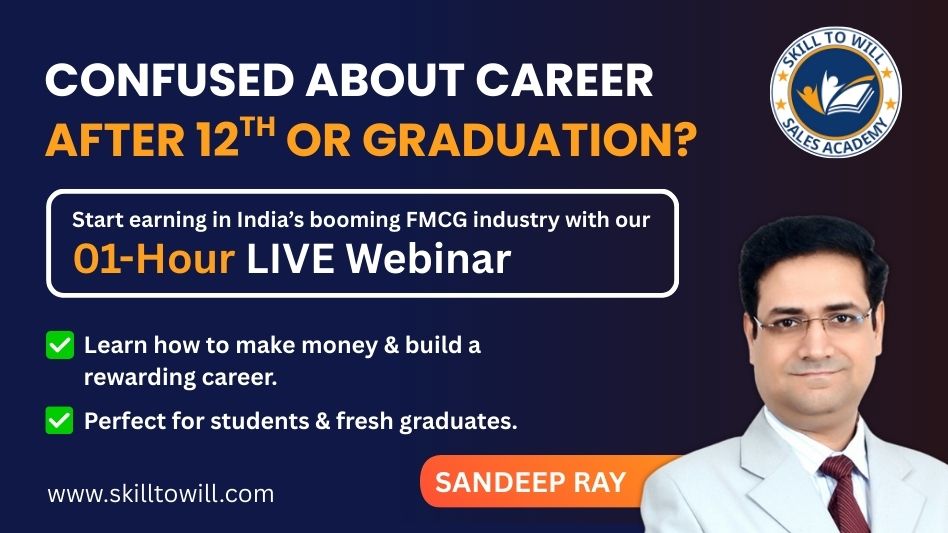 CONFUSED ABOUT CAREER
AFTER 12TH OR GRADUATION?
SKILL TO WILL
SALES ACADEMY
Start earning in India's booming FMCG industry with our
01-Hour LIVE Webinar
Learn how to make money & build a
rewarding career.
Perfect for students & fresh graduates.
SANDEEP RAY
www.skilltowill.com